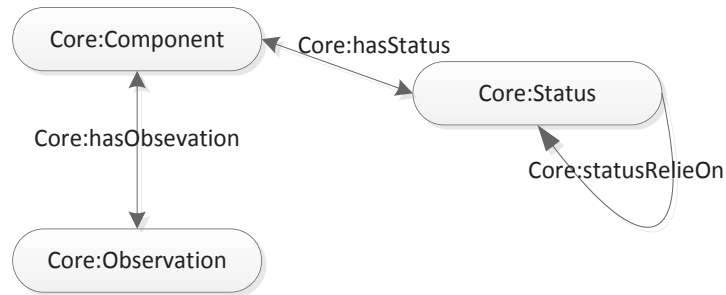 Core:Component
Core:hasStatus
Core:Status
Core:hasObsevation
Core:statusRelieOn
Core:Observation